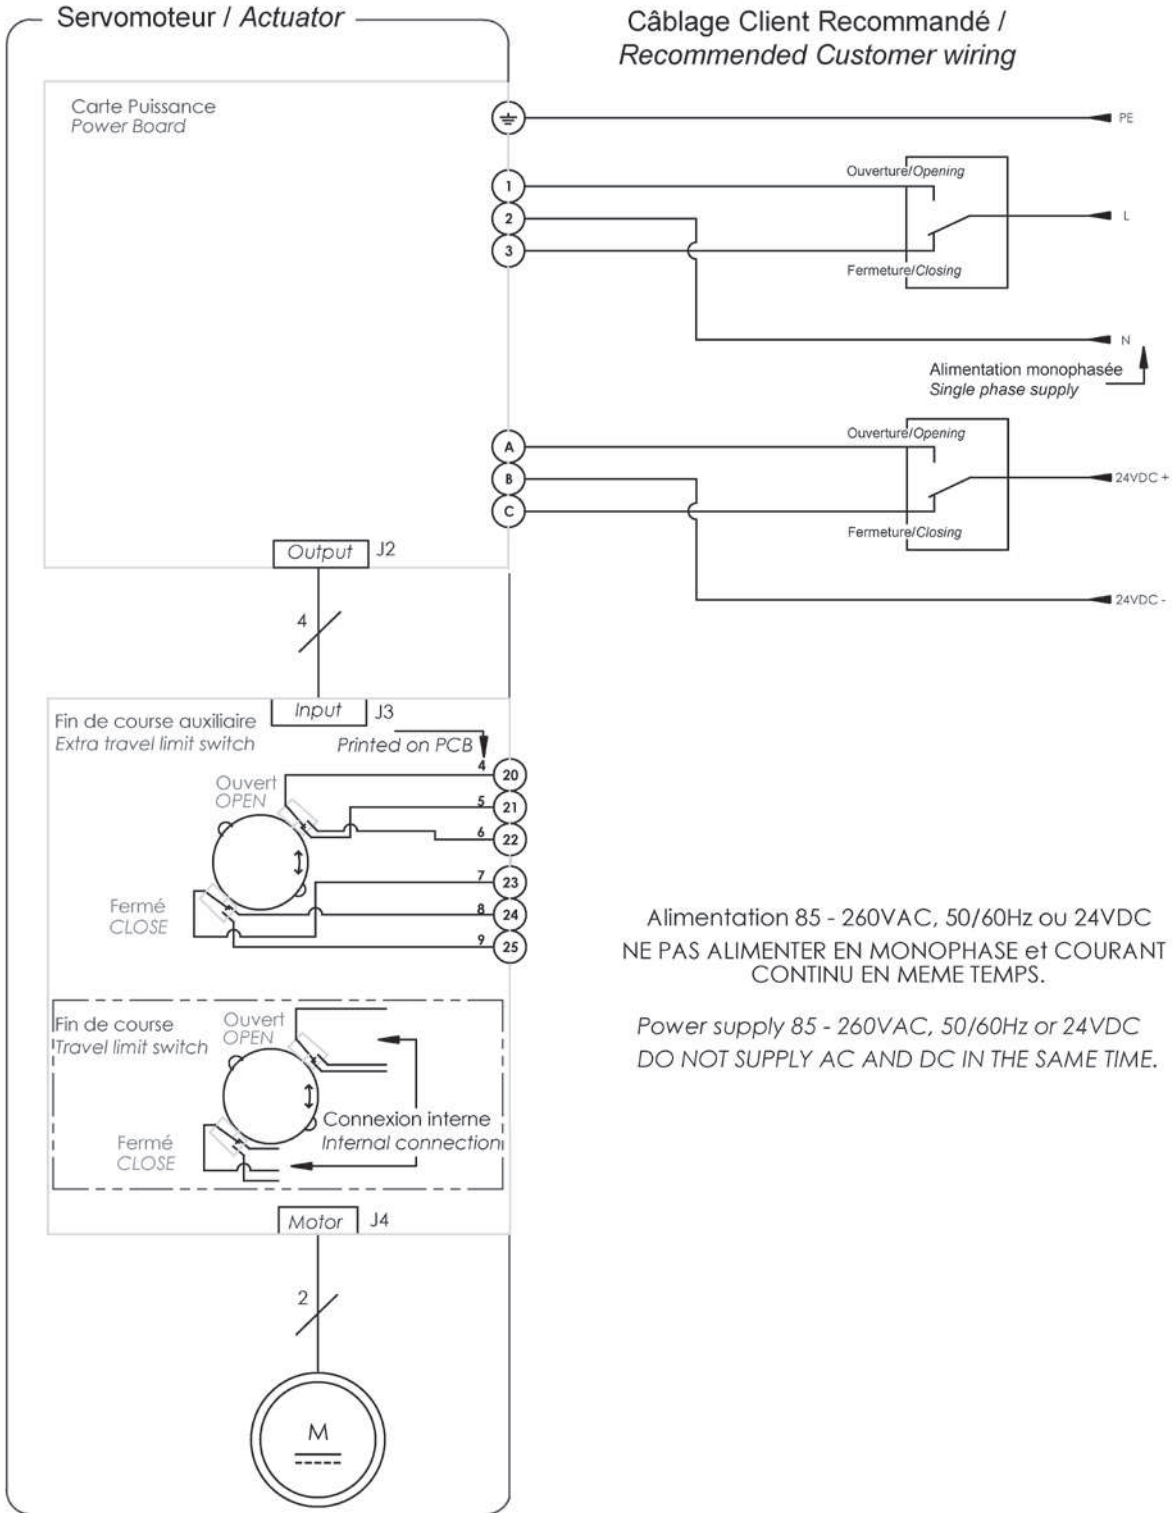 Servomoteur / Actuator
Câblage Client Recommandé /
Recommended Customer wiring
Carte Puissance
Power Board
PE
Ouverture/Opening
1
L
2
3
Fermeture/Closing
N
Alimentation monophasée
Single phase supply
Ouverture/Opening
A
B
24VDC +
C
Fermeture/Closing
Output J2
24VDC -
4
Input J3
Fin de course auxiliaire
Extra travel limit switch
Printed on PCB
Ouvert
OPEN
4 20
5 21
6 22
7 23
8 24
9 25
Fermé
CLOSE
Alimentation 85 - 260VAC, 50/60Hz ou 24VDC
NE PAS ALIMENTER EN MONOPHASE et COURANT
CONTINU EN MEME TEMPS.
Power supply 85 - 260VAC, 50/60Hz or 24VDC
DO NOT SUPPLY AC AND DC IN THE SAME TIME.
Fin de course
Travel limit switch
Ouvert
OPEN
Connexion interne
Internal connection
Fermé
CLOSE
Motor J4
2
M